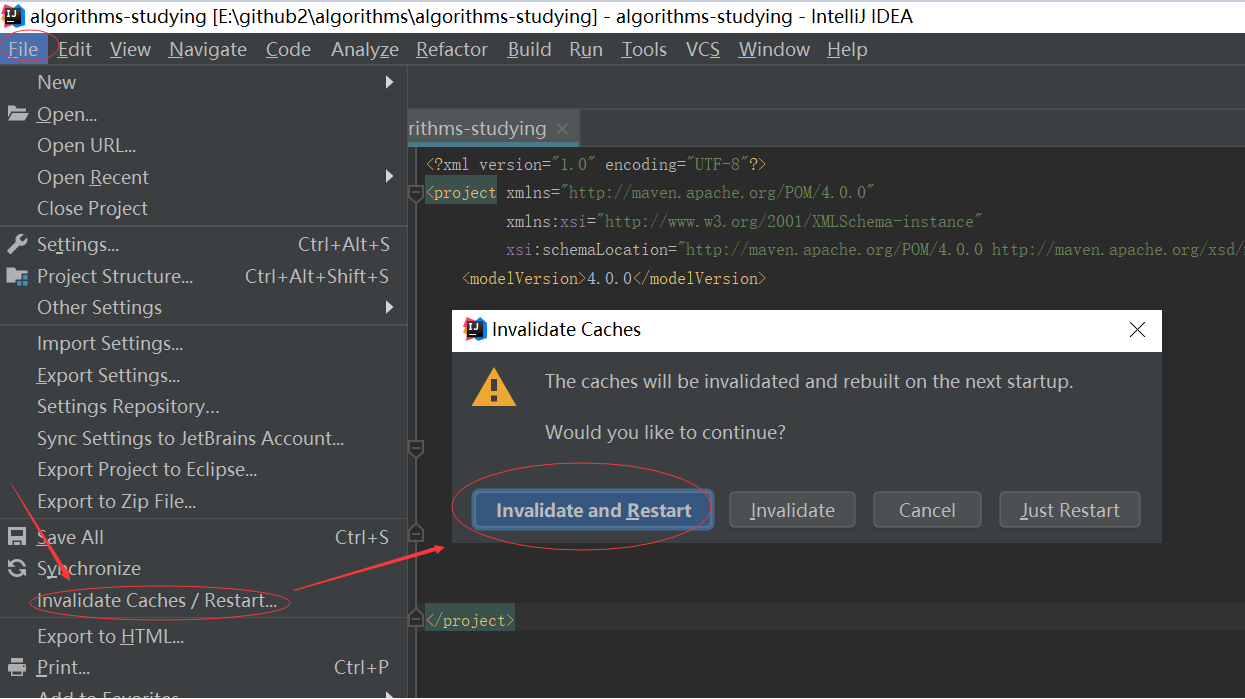 algorithms-studying [E:\github2\algorithms\algorithms-studying] - algorithms-studying - IntelliJ IDEA
File Edit View Navigate Code Analyze Refactor Build Run Tools VCS Window Help
New
Open...
Open URL...
Open Recent
Close Project
Settings... Ctrl+Alt+S
Project Structure... Ctrl+Alt+Shift+S
Other Settings
Import Settings...
Export Settings...
Settings Repository...
Sync Settings to JetBrains Account...
Export Project to Eclipse...
Export to Zip File...
Save All Ctrl+S
Synchronize
Invalidate Caches / Restart...
Export to HTML...
Print... Ctrl+P
Add to Favorites
rithms-studying
<?xml version="1.0" encoding="UTF-8"?>
<project xmlns="http://maven.apache.org/POM/4.0.0"
xmlns:xsi="http://www.w3.org/2001/XMLSchema-instance"
xsi:schemaLocation="http://maven.apache.org/POM/4.0.0 http://maven.apache.org/xsd/
<modelVersion>4.0.0</modelVersion>
IJ Invalidate Caches
The caches will be invalidated and rebuilt on the next startup.
Would you like to continue?
Invalidate and Restart Invalidate Cancel Just Restart
</project>